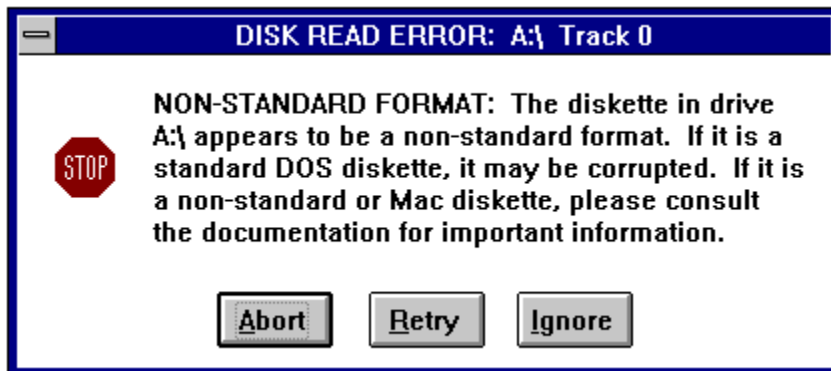 DISK READ ERROR: A:\ Track 0
NON-STANDARD FORMAT: The diskette in drive
A:\ appears to be a non-standard format. If it is a
STOP
standard DOS diskette, it may be corrupted. If it is
a non-standard or Mac diskette, please consult
the documentation for important information.
Abort Retry Ignore